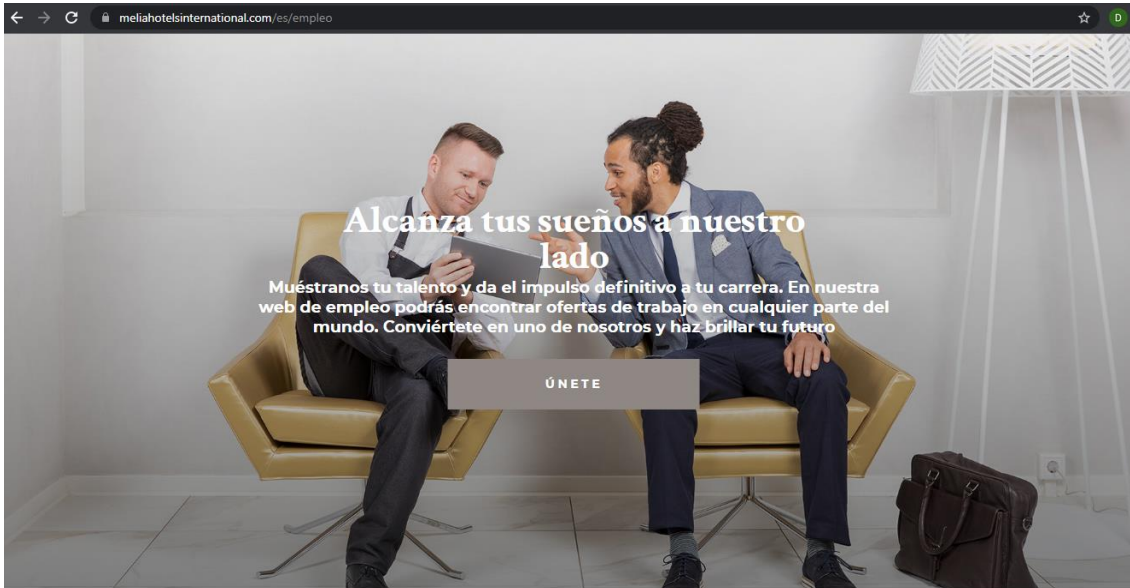 meliahotelsinternational.com/es/empleo
D
Alcanza tus sueños a nuestro
lado
Muéstranos tu talento y da el impulso definitivo a tu carrera. En nuestra
web de empleo podrás encontrar ofertas de trabajo en cualquier parte del
mundo. Conviértete en uno de nosotros y haz brillar tu futuro
ÚNETE